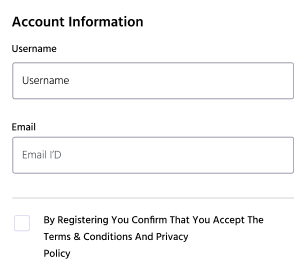 Account Information
Username
Username
Email
Email I'D
By Registering You Confirm That You Accept The
Terms & Conditions And Privacy
Policy